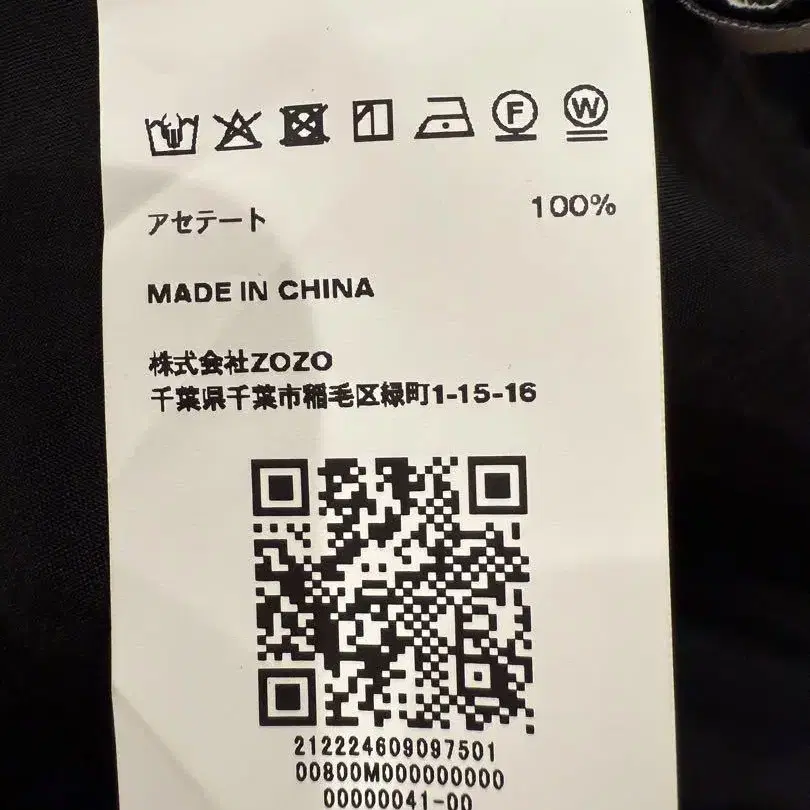 F W
アセテート 100%
MADE IN CHINA
株式会社ZOZO
千葉県千葉市稲毛区緑町1-15-16
212224609097501
00800M000000000
00000041-00